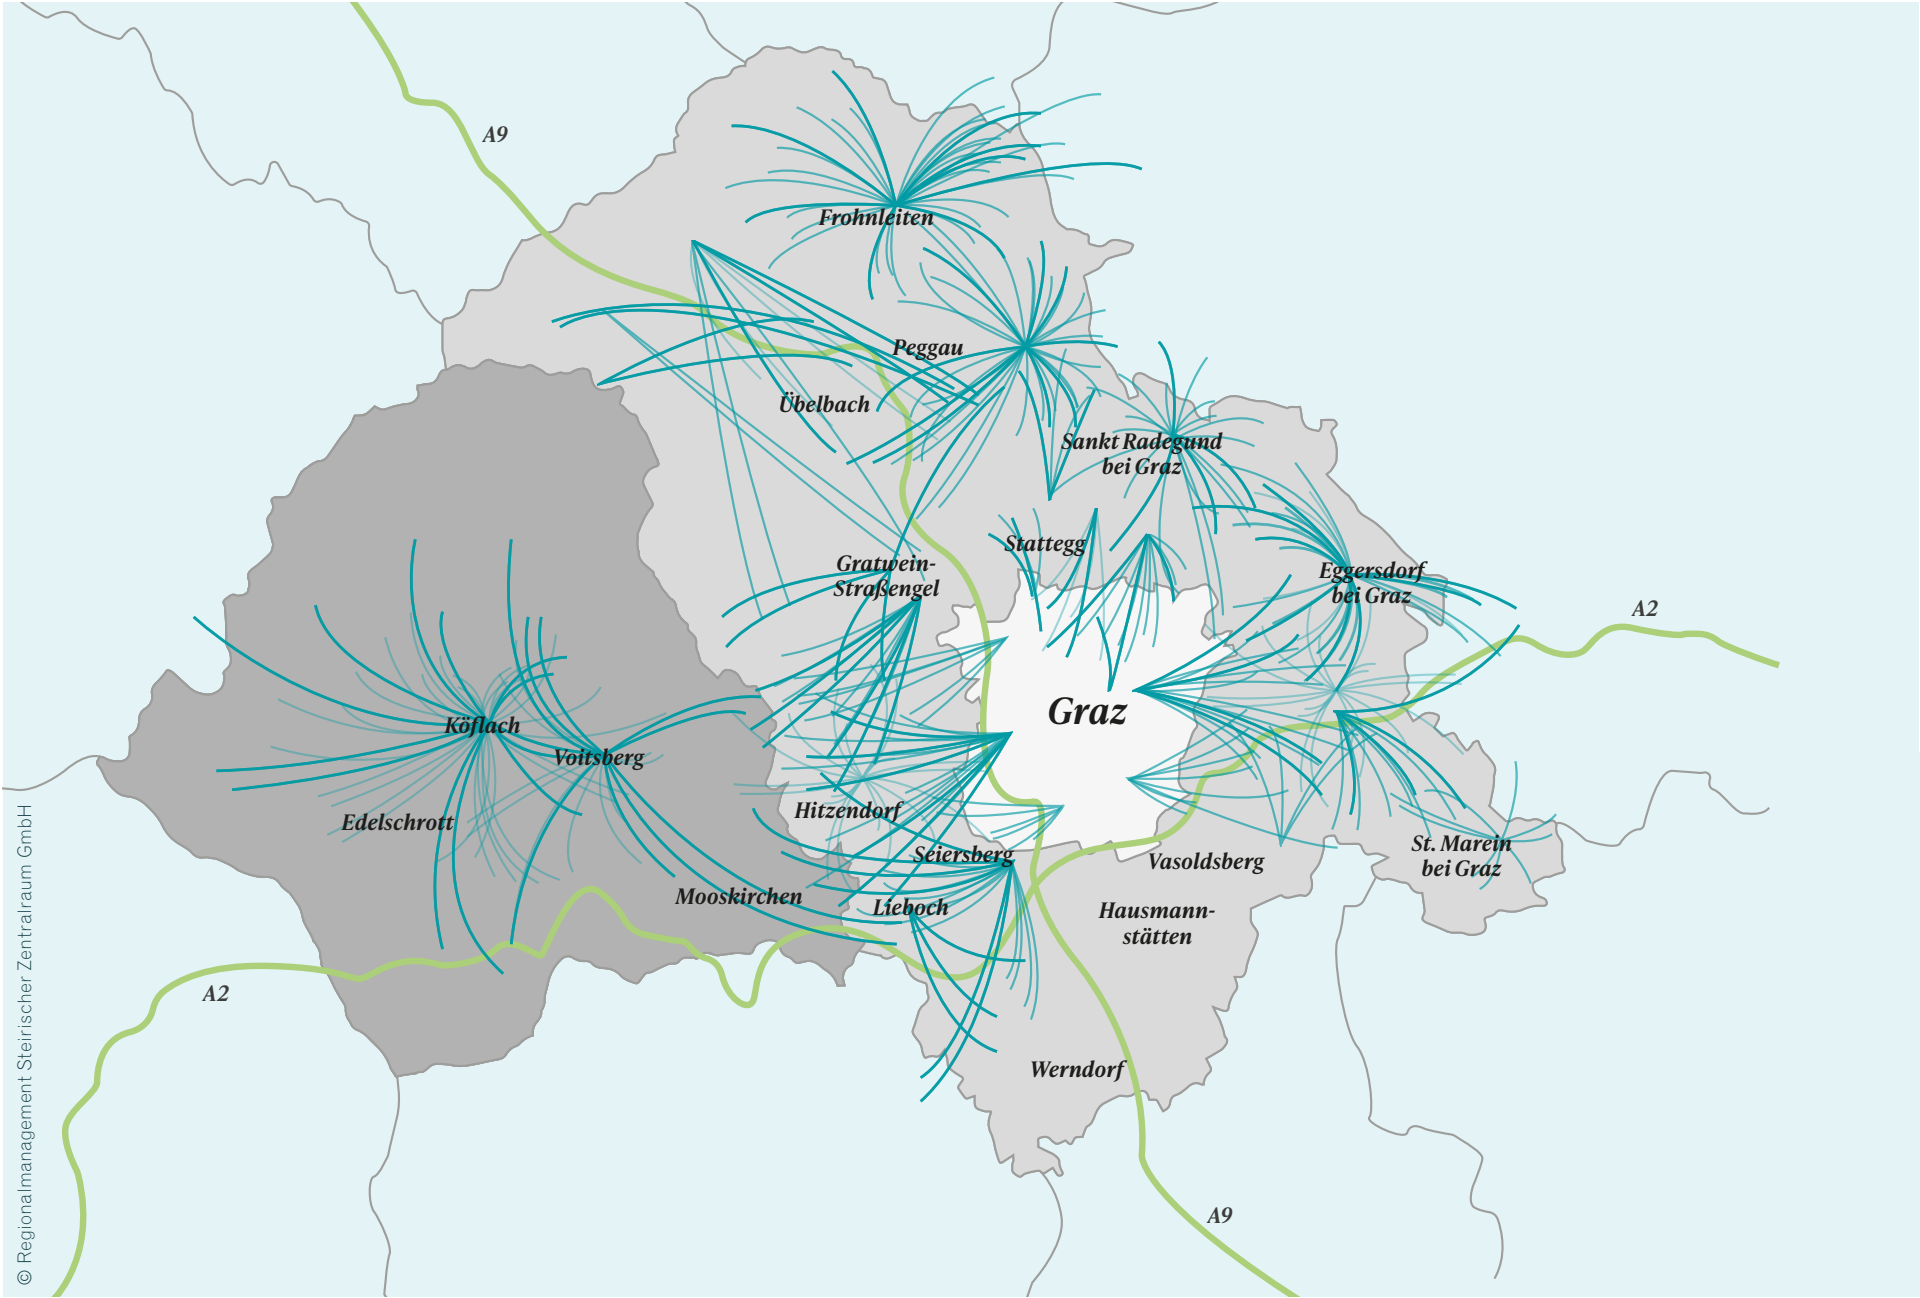 A9
Frohnleiten
Peggau
Übelbach
Sankt Radegund
bei Graz
Stattegg
Gratwein-
Straßengel
Eggersdorf
bei Graz
A2
Graz
Köflach
Voitsberg
Edelschrott
Hitzendorf
Seiersberg
Vasoldsberg
St. Marein
bei Graz
Mooskirchen
Lieboch
Hausmann-
stätten
A2
Werndorf
A9
© Regionalmanagement Steirischer Zentralraum GmbH